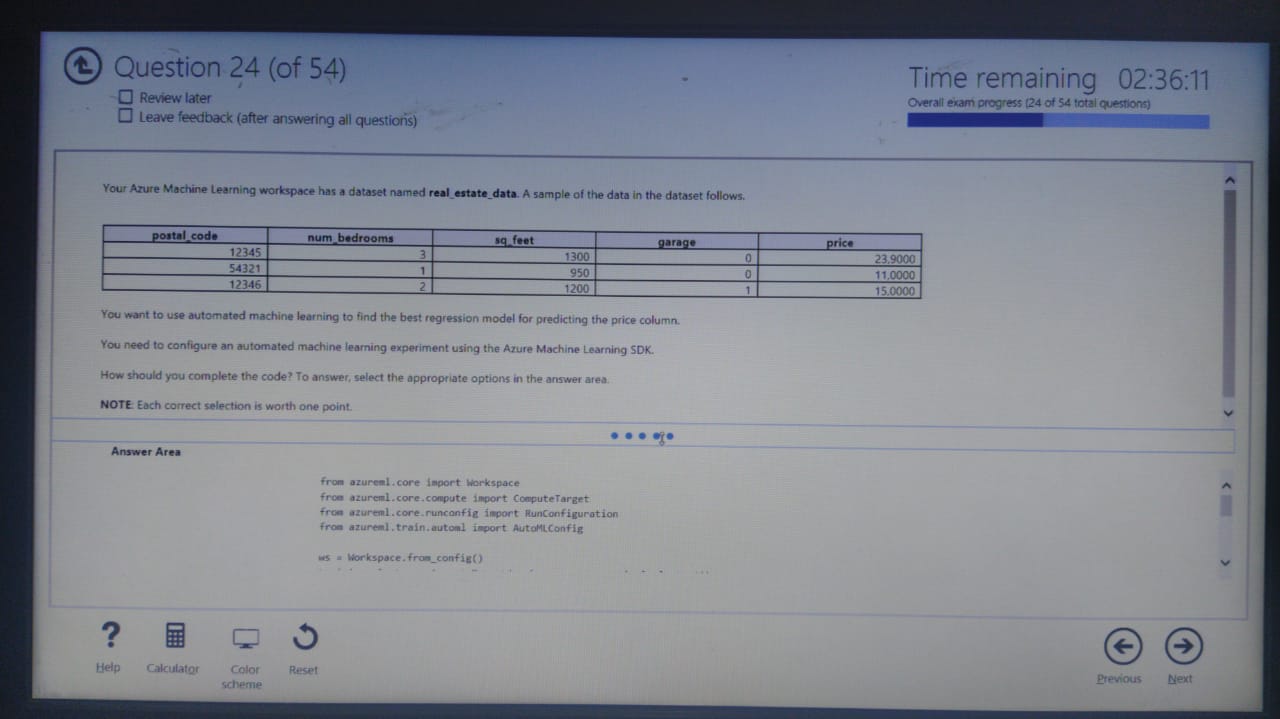 Question 24 (of 54)
Review later
Leave feedback (after answering all questions)
Time remaining 02:36:11
Overall exam progress (24 of 54 total questions)
Your Azure Machine Learning workspace has a dataset named real_estate_data. A sample of the data in the dataset follows.
postal_code num_bedrooms sq_feet garage price
12345 3 1300 0 23,9000
54321 1 950 0 11,0000
12346 2 1200 1 15,0000
You want to use automated machine learning to find the best regression model for predicting the price column.
You need to configure an automated machine learning experiment using the Azure Machine Learning SDK.
How should you complete the code? To answer, select the appropriate options in the answer area.
NOTE: Each correct selection is worth one point.
Answer Area
from azureml.core import Workspace
from azureml.core.compute import ComputeTarget
from azureml.core.runconfig import RunConfiguration
from azureml.train.automl import AutoMLConfig
ws = Workspace.from_config()
? 
Help Calculator Color scheme Reset
Previous Next